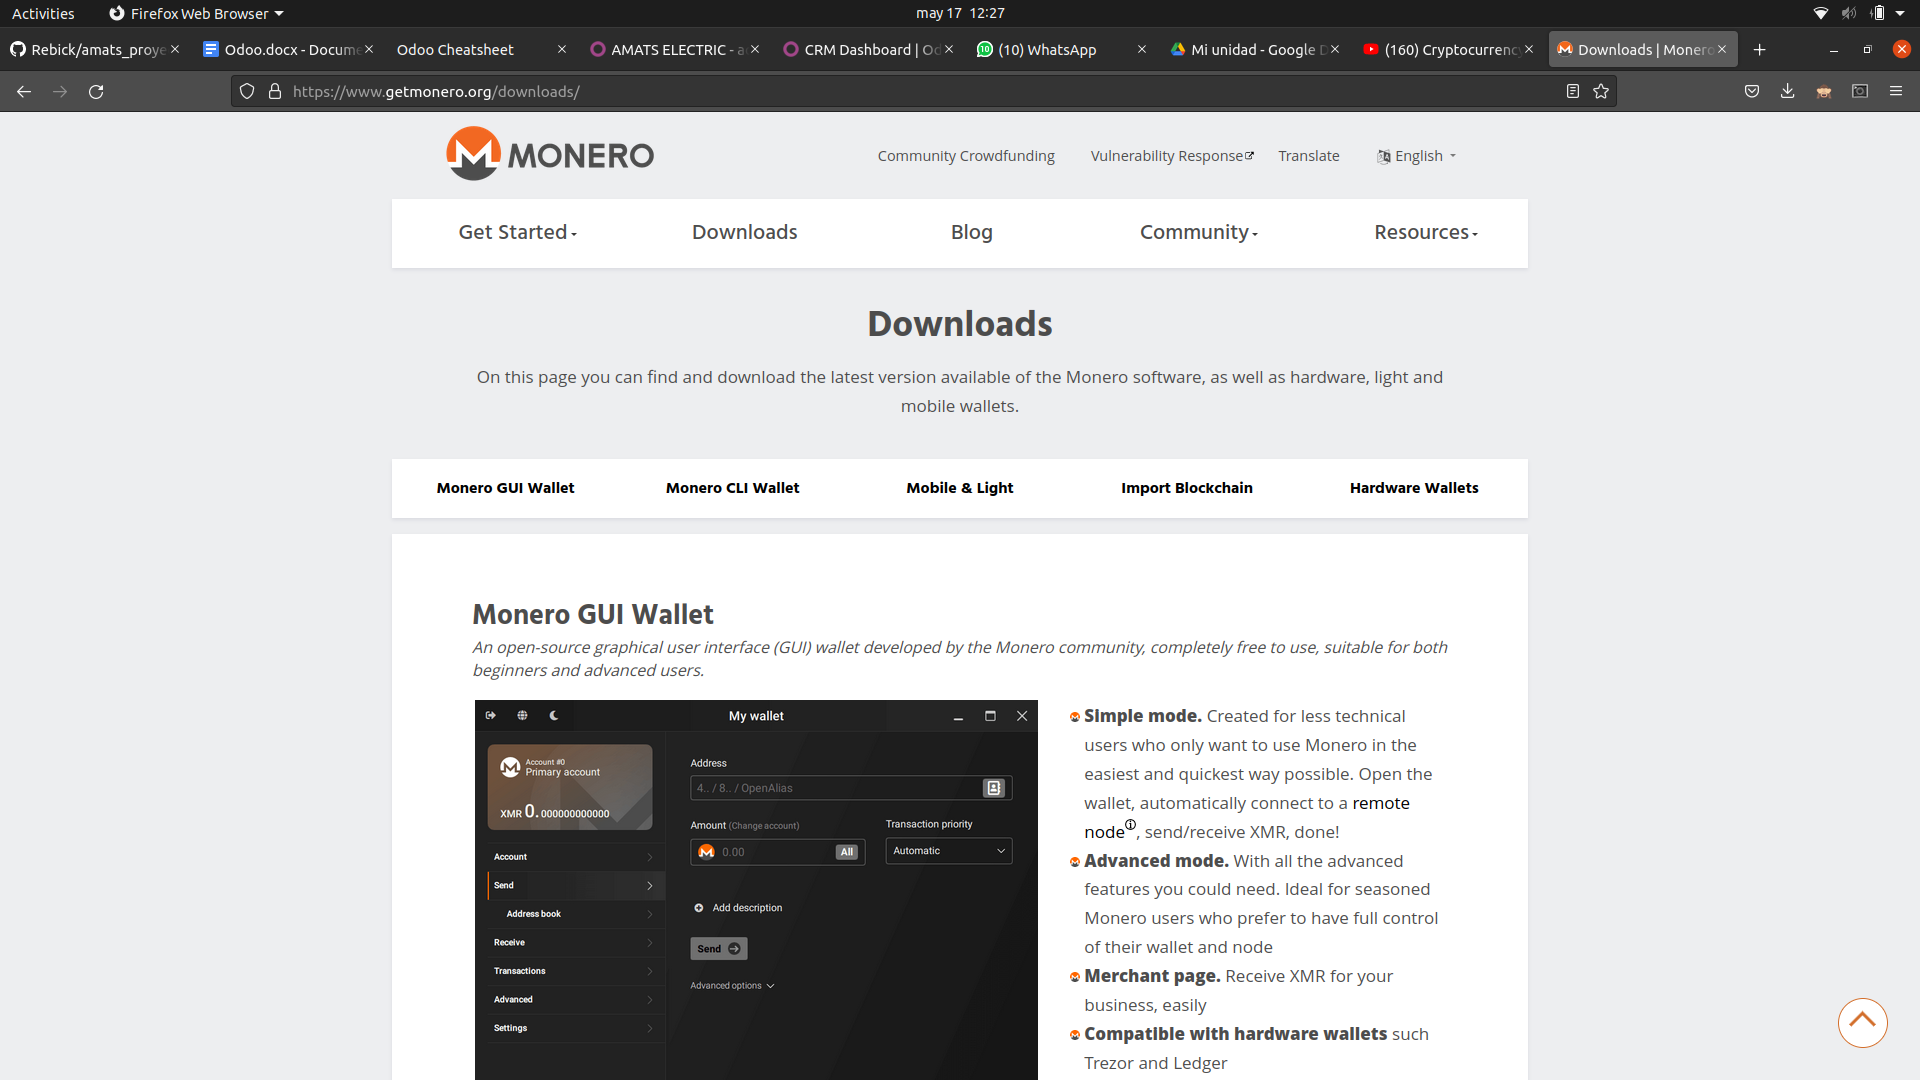 Activities
Firefox Web Browser
may 17 12:27
Rebick/amats_proye
Odoo.docx - Docume
Odoo Cheatsheet
AMATS ELECTRIC - a
CRM Dashboard | Od
(10) WhatsApp
Mi unidad - Google D
(160) Cryptocurrency
Downloads | Monero
https://www.getmonero.org/downloads/
MONERO
Community Crowdfunding
Vulnerability Response
Translate
English
Get Started
Downloads
Blog
Community
Resources
Downloads
On this page you can find and download the latest version available of the Monero software, as well as hardware, light and
mobile wallets.
Monero GUI Wallet
Monero CLI Wallet
Mobile & Light
Import Blockchain
Hardware Wallets
Monero GUI Wallet
An open-source graphical user interface (GUI) wallet developed by the Monero community, completely free to use, suitable for both
beginners and advanced users.
My wallet
Account #0
Primary account
XMR 0.000000000000
Account
Send
Address book
Receive
Transactions
Advanced
Settings
Address
4.. / 8.. / OpenAlias
Amount (Change account)
Transaction priority
0.00
All
Automatic
Add description
Send
Advanced options
Simple mode. Created for less technical
users who only want to use Monero in the
easiest and quickest way possible. Open the
wallet, automatically connect to a remote
node, send/receive XMR, done!
Advanced mode. With all the advanced
features you could need. Ideal for seasoned
Monero users who prefer to have full control
of their wallet and node
Merchant page. Receive XMR for your
business, easily
Compatible with hardware wallets such
Trezor and Ledger